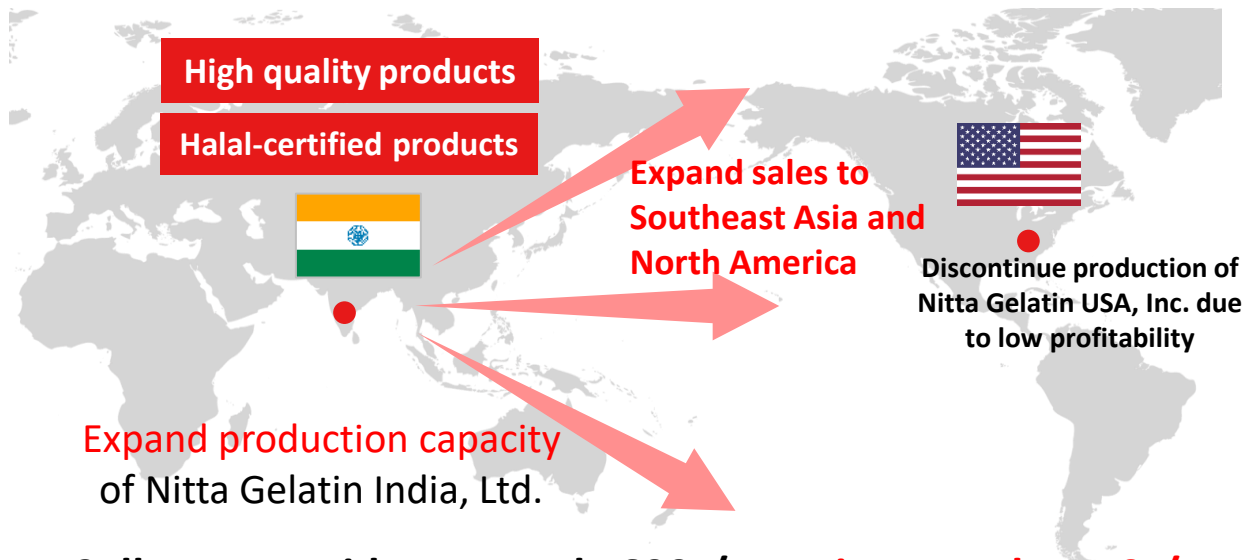 High quality products
Halal-certified products
Expand sales to
Southeast Asia and
North America
Discontinue production of
Nitta Gelatin USA, Inc. due
to low profitability
Expand production capacity
of Nitta Gelatin India, Ltd.